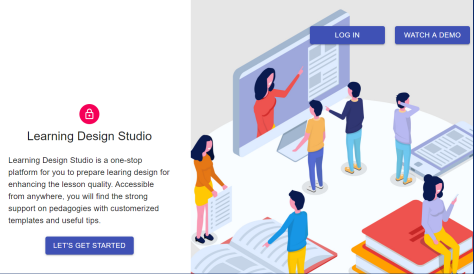 LOG IN
WATCH A DEMO
Learning Design Studio
Learning Design Studio is a one-stop
platform for you to prepare learing design for
enhancing the lesson quality. Accessible
from anywhere, you will find the strong
support on pedagogies with customerized
templates and useful tips.
LET'S GET STARTED